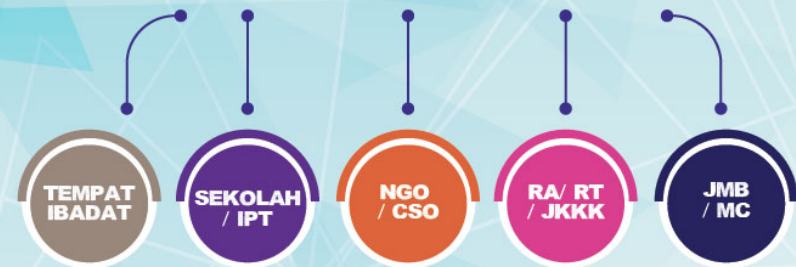 TEMPAT
IBADAT
SEKOLAH
/ IPT
NGO
/ CSO
RA/ RT
/ JKKK
JMB
/ MC